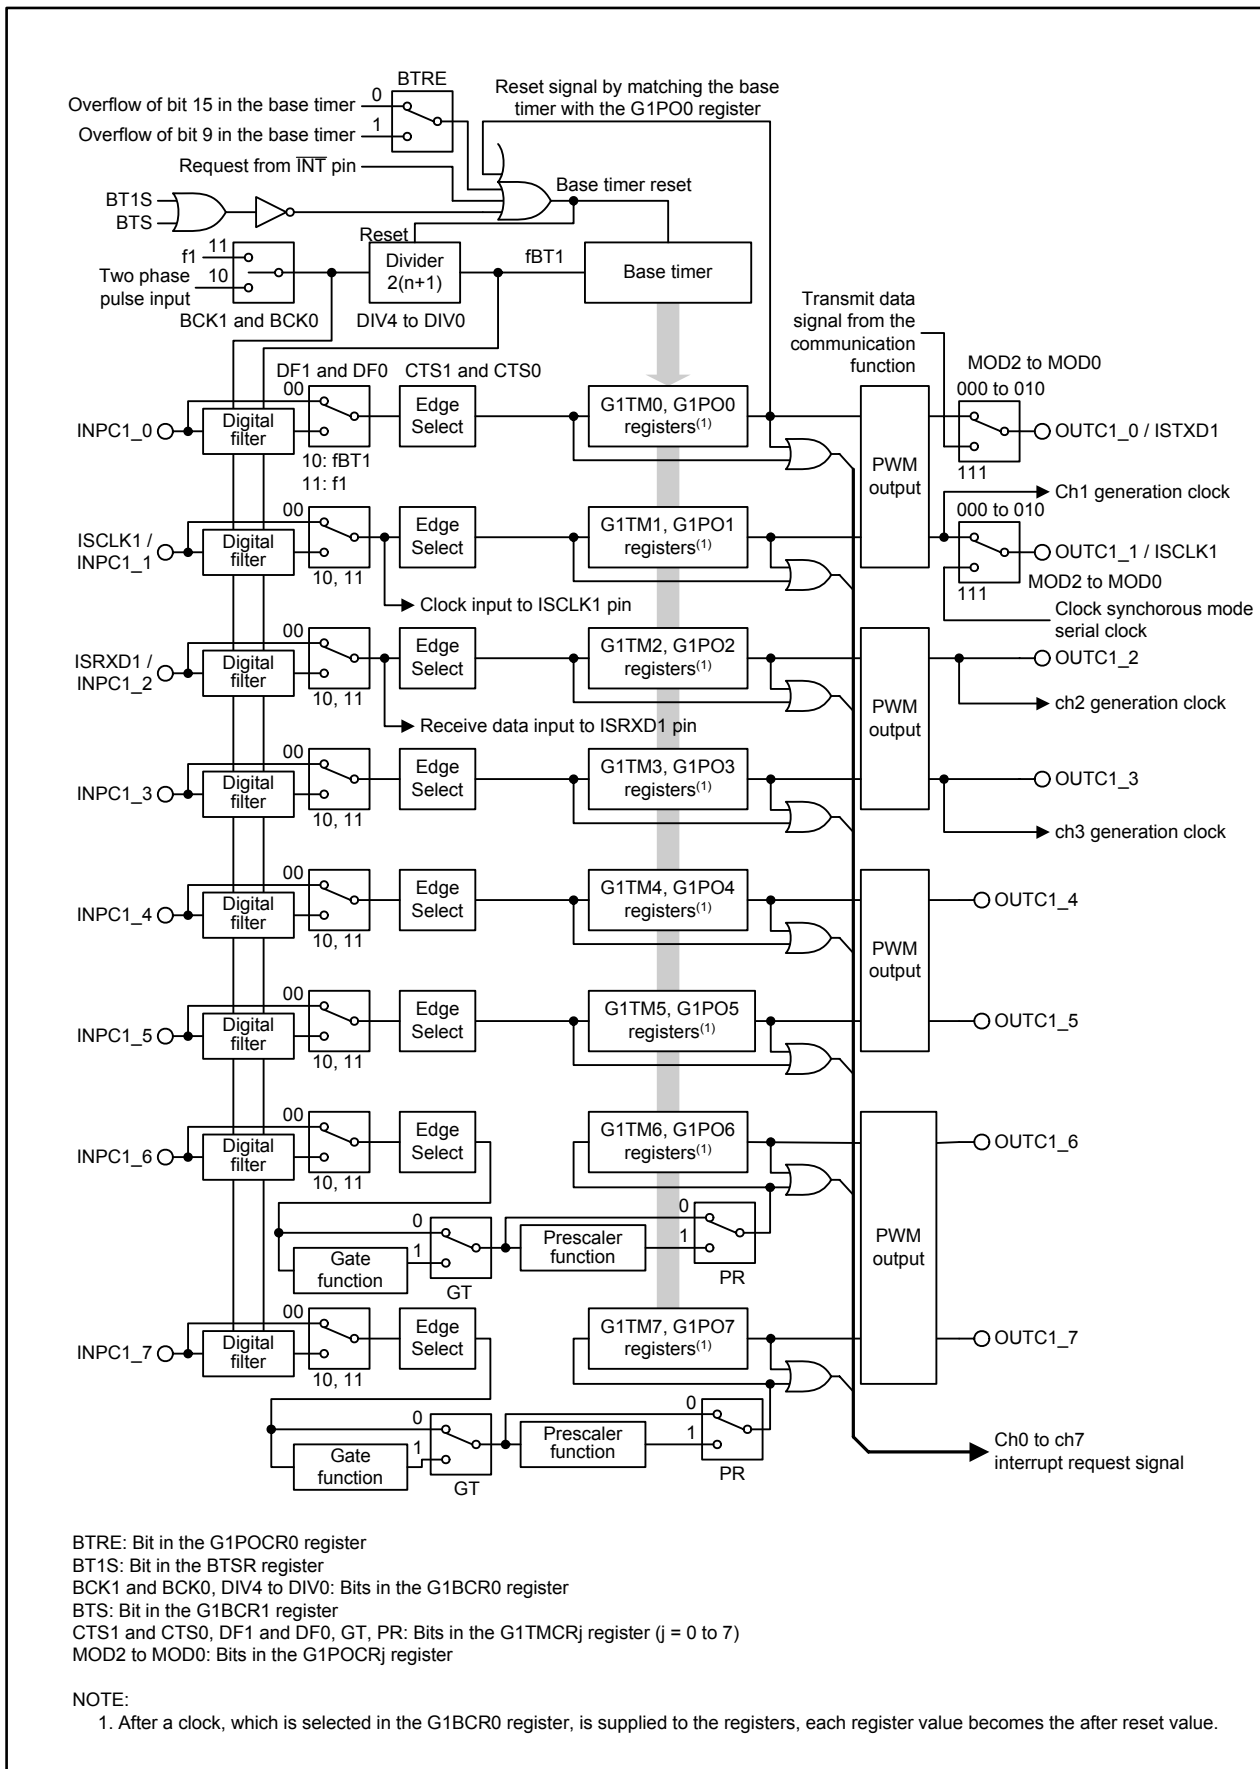 BTRE
Reset signal by matching the base
timer with the G1PO0 register
Overflow of bit 15 in the base timer
0
Overflow of bit 9 in the base timer
1
Request from INT pin
BT1S
BTS
Base timer reset
Reset
f1
11
Two phase
pulse input
10
BCK1 and BCK0
Divider
2(n+1)
DIV4 to DIV0
fBT1
Base timer
Transmit data
signal from the
communication
function
MOD2 to MOD0
000 to 010
DF1 and DF0
CTS1 and CTS0
00
INPC1_0
Digital
filter
10: fBT1
11: f1
Edge
Select
G1TM0, G1PO0
registers(1)
PWM
output
111
OUTC1_0 / ISTXD1
Ch1 generation clock
000 to 010
ISCLK1 /
INPC1_1
00
Digital
filter
10, 11
Edge
Select
G1TM1, G1PO1
registers(1)
OUTC1_1 / ISCLK1
111
MOD2 to MOD0
Clock input to ISCLK1 pin
Clock synchorous mode
serial clock
ISRXD1 /
INPC1_2
00
Digital
filter
10, 11
Edge
Select
G1TM2, G1PO2
registers(1)
PWM
output
OUTC1_2
ch2 generation clock
Receive data input to ISRXD1 pin
INPC1_3
00
Digital
filter
10, 11
Edge
Select
G1TM3, G1PO3
registers(1)
OUTC1_3
ch3 generation clock
INPC1_4
00
Digital
filter
10, 11
Edge
Select
G1TM4, G1PO4
registers(1)
PWM
output
OUTC1_4
INPC1_5
00
Digital
filter
10, 11
Edge
Select
G1TM5, G1PO5
registers(1)
OUTC1_5
INPC1_6
00
Digital
filter
10, 11
Edge
Select
G1TM6, G1PO6
registers(1)
PWM
output
OUTC1_6
0
Gate
function
1
GT
Prescaler
function
0
1
PR
INPC1_7
00
Digital
filter
10, 11
Edge
Select
G1TM7, G1PO7
registers(1)
OUTC1_7
0
Gate
function
1
GT
Prescaler
function
0
1
PR
Ch0 to ch7
interrupt request signal
BTRE: Bit in the G1POCR0 register
BT1S: Bit in the BTSR register
BCK1 and BCK0, DIV4 to DIV0: Bits in the G1BCR0 register
BTS: Bit in the G1BCR1 register
CTS1 and CTS0, DF1 and DF0, GT, PR: Bits in the G1TMCRj register (j = 0 to 7)
MOD2 to MOD0: Bits in the G1POCRj register
NOTE:
1. After a clock, which is selected in the G1BCR0 register, is supplied to the registers, each register value becomes the after reset value.